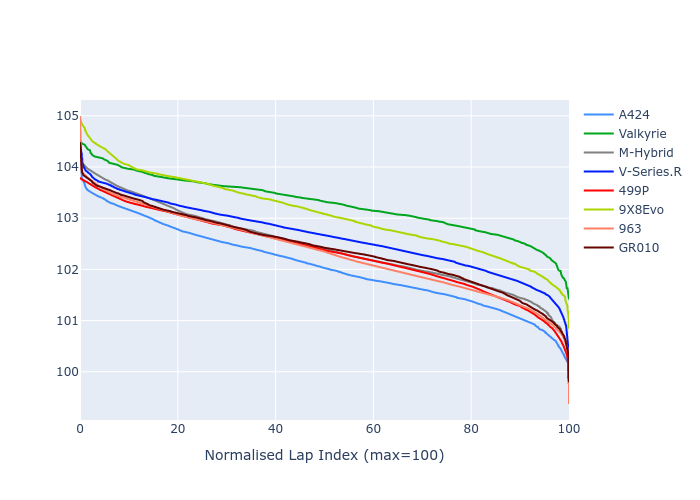 105
104
103
102
101
100
0 20 40 60 80 100
Normalised Lap Index (max=100)
A424
Valkyrie
M-Hybrid
V-Series.R
499P
9X8Evo
963
GR010